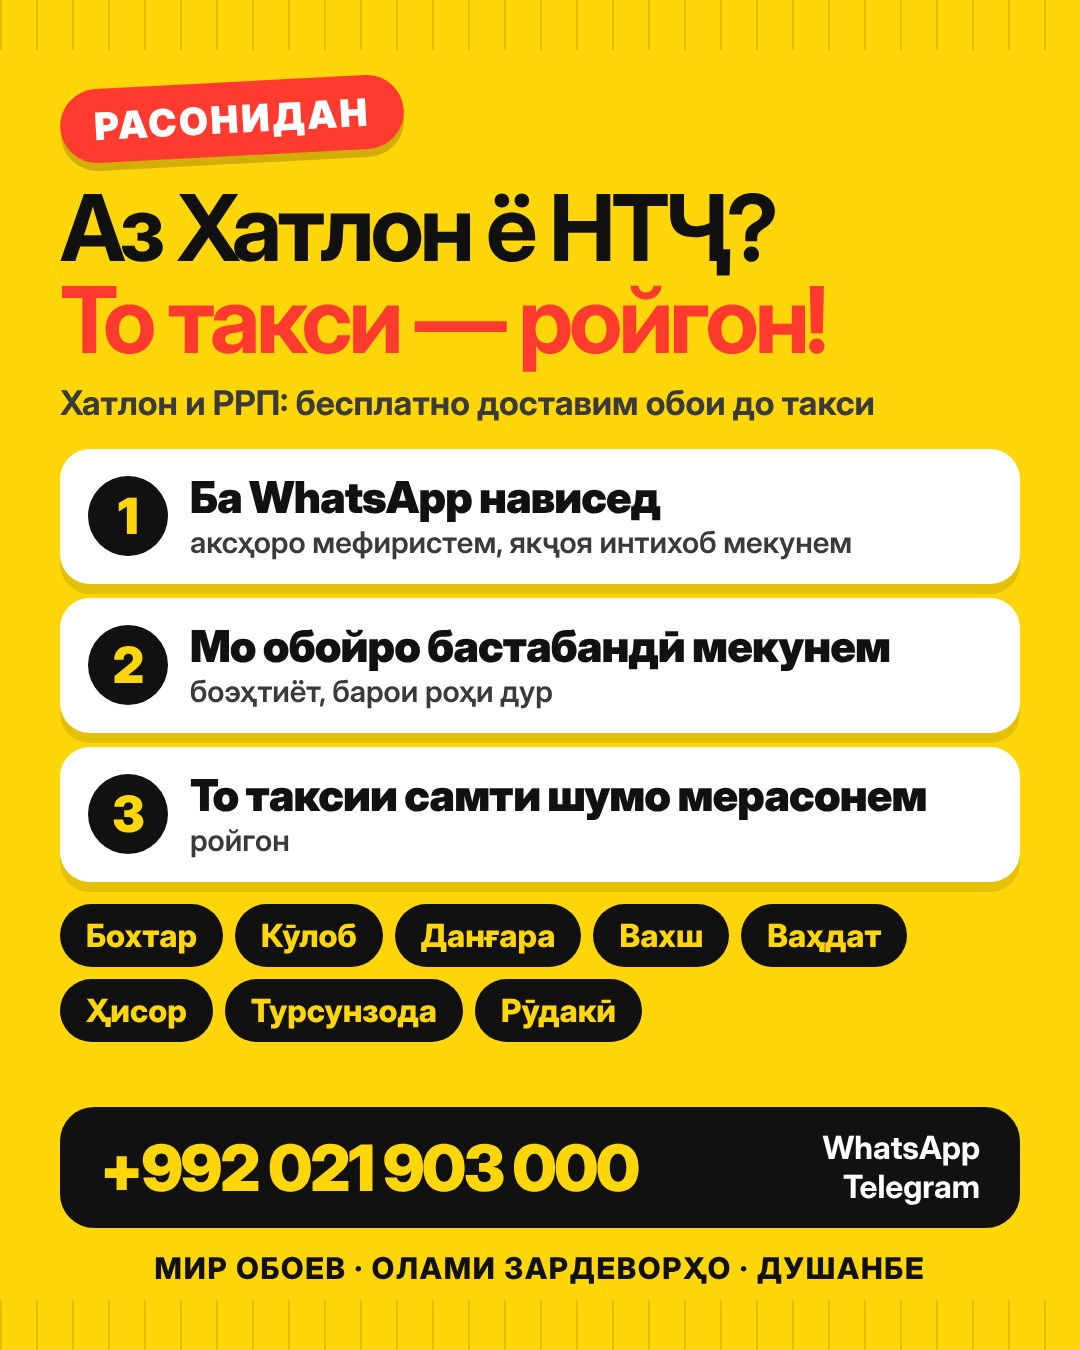 РАСОНИДАН
Аз Хатлон ё НТҶ?
То такси — ройгон!
Хатлон и РРП: бесплатно доставим обои до такси
1
Ба WhatsApp нависед
аксҳоро мефиристем, якҷоя интихоб мекунем
2
Мо обойро бастабандӣ мекунем
боэҳтиёт, барои роҳи дур
3
То таксии самти шумо мерасонем
ройгон
Бохтар Кӯлоб Данғара Вахш Ваҳдат
Ҳисор Турсунзода Рӯдакӣ
+992 021 903 000
WhatsApp
Telegram
МИР ОБОЕВ · ОЛАМИ ЗАРДЕВОРҲО · ДУШАНБЕ